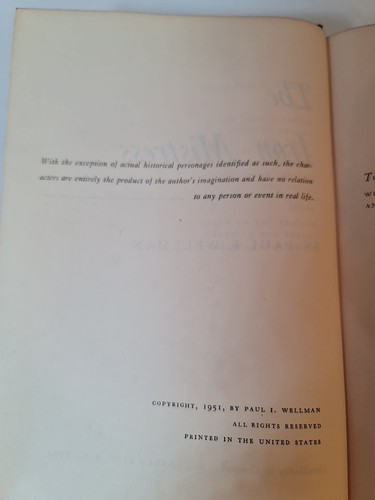 With the exception of actual historical personages identified as such, the char-
acters are entirely the product of the author's imagination and have no relation
to any person or event in real life.
COPYRIGHT, 1951, BY PAUL I. WELLMAN
ALL RIGHTS RESERVED
PRINTED IN THE UNITED STATES